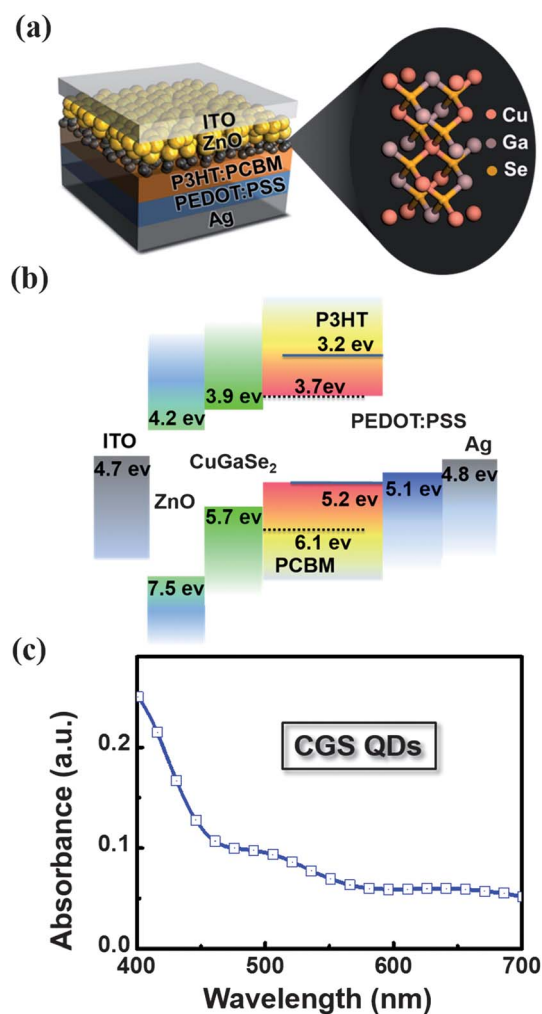 (a)
ITO
ZnO
P3HT:PCBM
PEDOT:PSS
Ag
Cu
Ga
Se
(b)
P3HT
3.2 ev
3.9 ev
3.7ev
4.2 ev
PEDOT:PSS
ITO
Ag
4.7 ev
CuGaSe2
5.1 ev
4.8 ev
ZnO
5.7 ev
5.2 ev
6.1 ev
PCBM
7.5 ev
(c)
CGS QDs
Absorbance (a.u.)
0.2
0.1
0.0
400
500
600
700
Wavelength (nm)